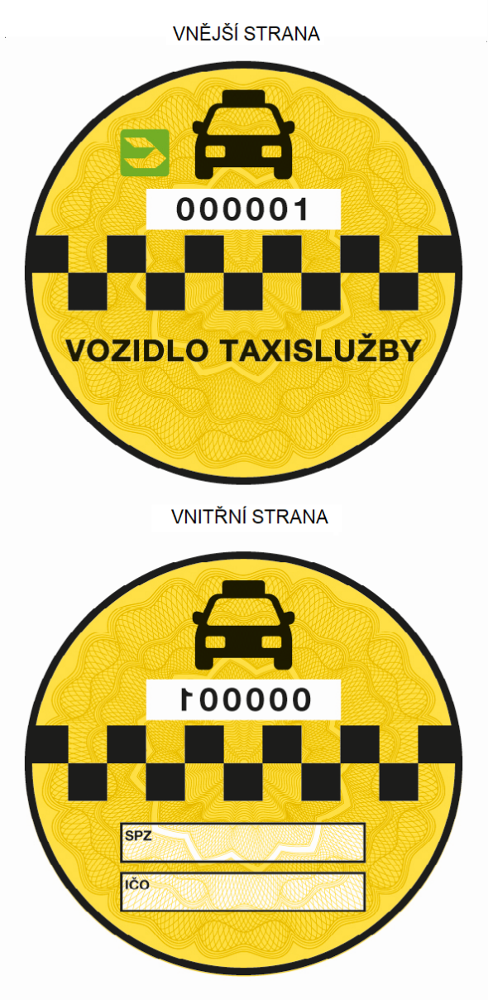 VNĚJŠÍ STRANA
000001
VOZIDLO TAXISLUŽBY
VNITŘNÍ STRANA
000001
SPZ
IČO